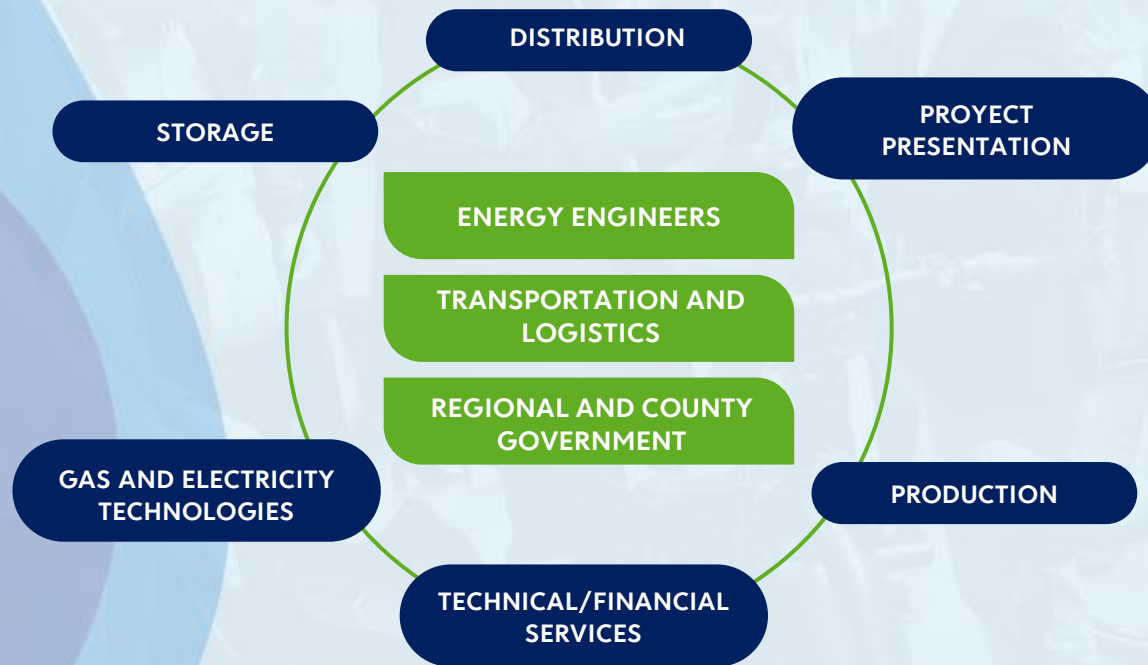 DISTRIBUTION
PROYECT
PRESENTATION
STORAGE
ENERGY ENGINEERS
TRANSPORTATION AND
LOGISTICS
REGIONAL AND COUNTY
GOVERNMENT
GAS AND ELECTRICITY
TECHNOLOGIES
PRODUCTION
TECHNICAL/FINANCIAL
SERVICES